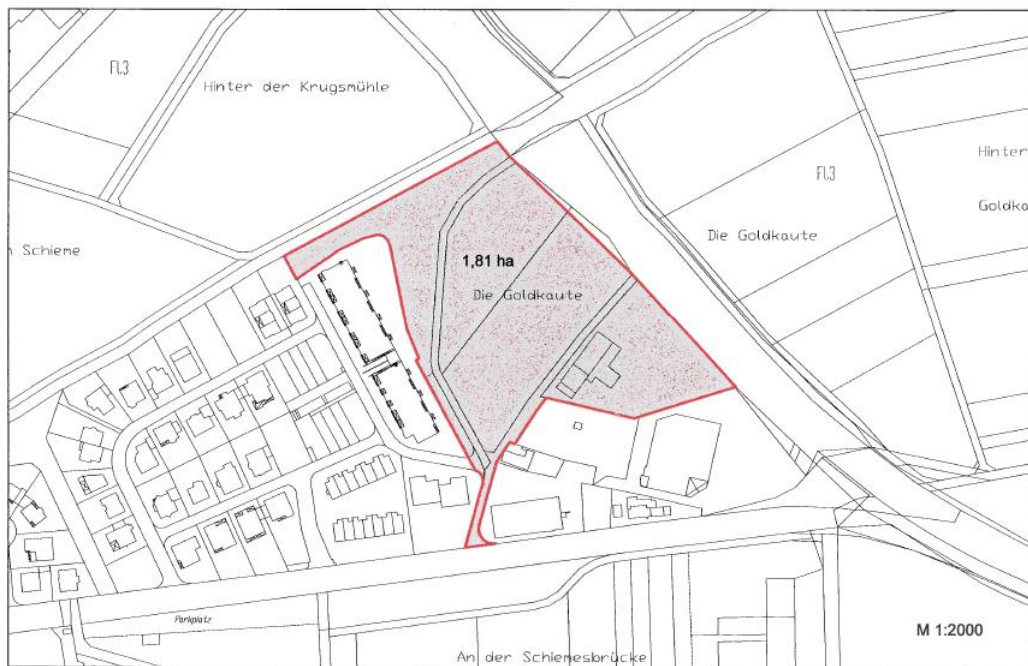 Fl.3
Hinter der Krugsmühle
Hinter
Fl.3
Goldka
Die Goldkaute
Schieme
1,81 ha
Die Goldkaute
Parkplatz
M 1:2000
An der Schiemesbrücke